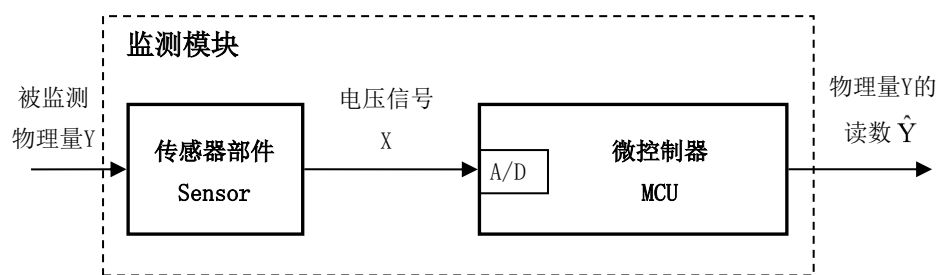 监测模块
被监测
物理量Y
传感器部件
Sensor
电压信号
X
A/D
微控制器
MCU
物理量Y的
读数 Ŷ